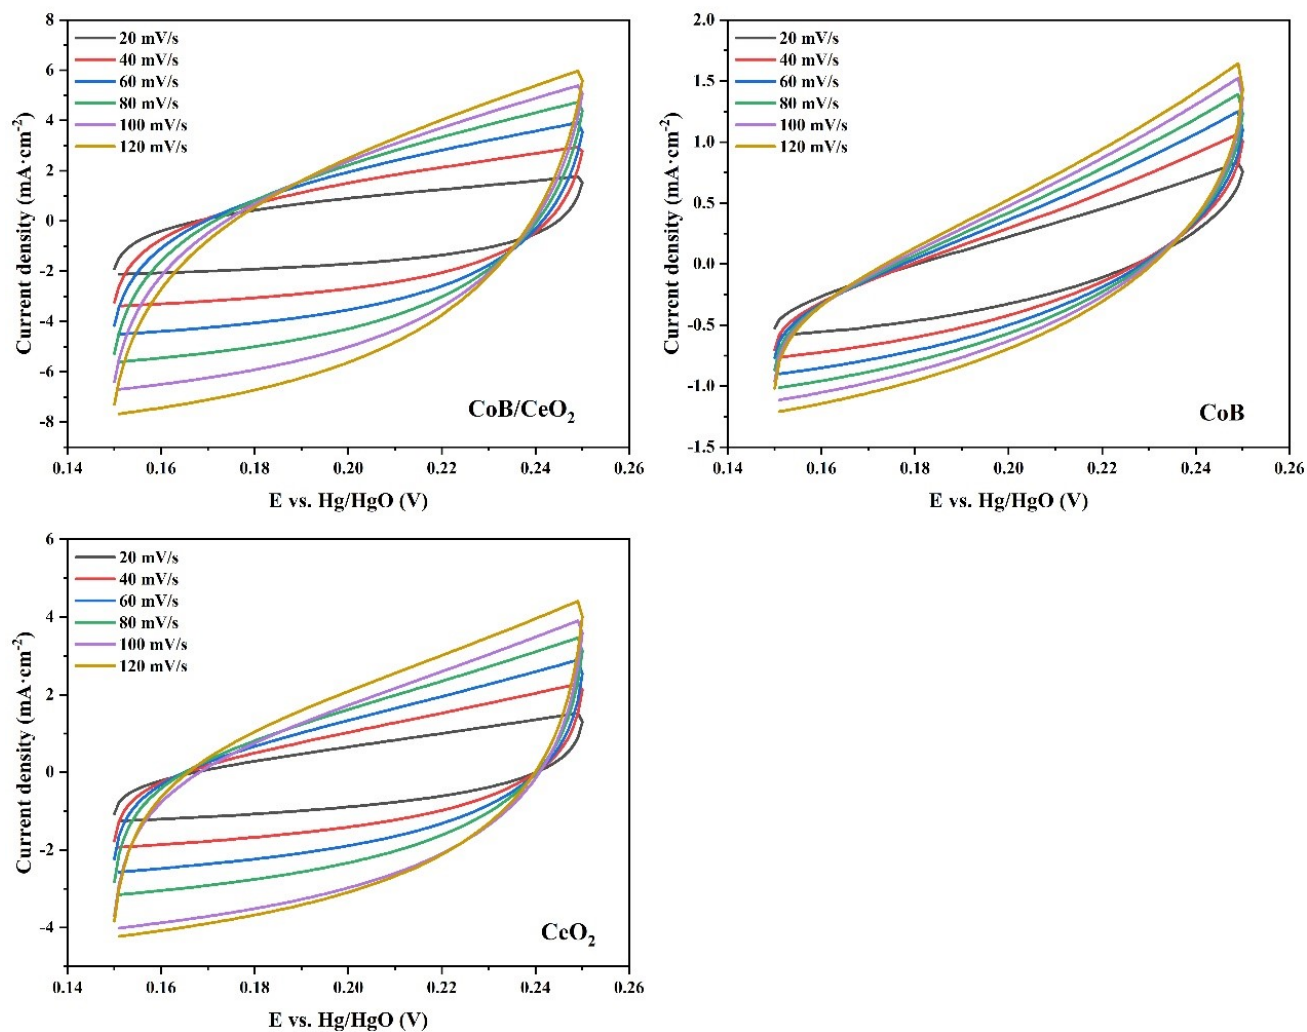 8
6
4
2
0
-2
-4
-6
-8
Current density (mA·cm⁻²)
20 mV/s
40 mV/s
60 mV/s
80 mV/s
100 mV/s
120 mV/s
CoB/CeO₂
0.14 0.16 0.18 0.20 0.22 0.24 0.26
E vs. Hg/HgO (V)
2.0
1.5
1.0
0.5
0.0
-0.5
-1.0
-1.5
Current density (mA·cm⁻²)
20 mV/s
40 mV/s
60 mV/s
80 mV/s
100 mV/s
120 mV/s
CoB
0.14 0.16 0.18 0.20 0.22 0.24 0.26
E vs. Hg/HgO (V)
6
4
2
0
-2
-4
Current density (mA·cm⁻²)
20 mV/s
40 mV/s
60 mV/s
80 mV/s
100 mV/s
120 mV/s
CeO₂
0.14 0.16 0.18 0.20 0.22 0.24 0.26
E vs. Hg/HgO (V)